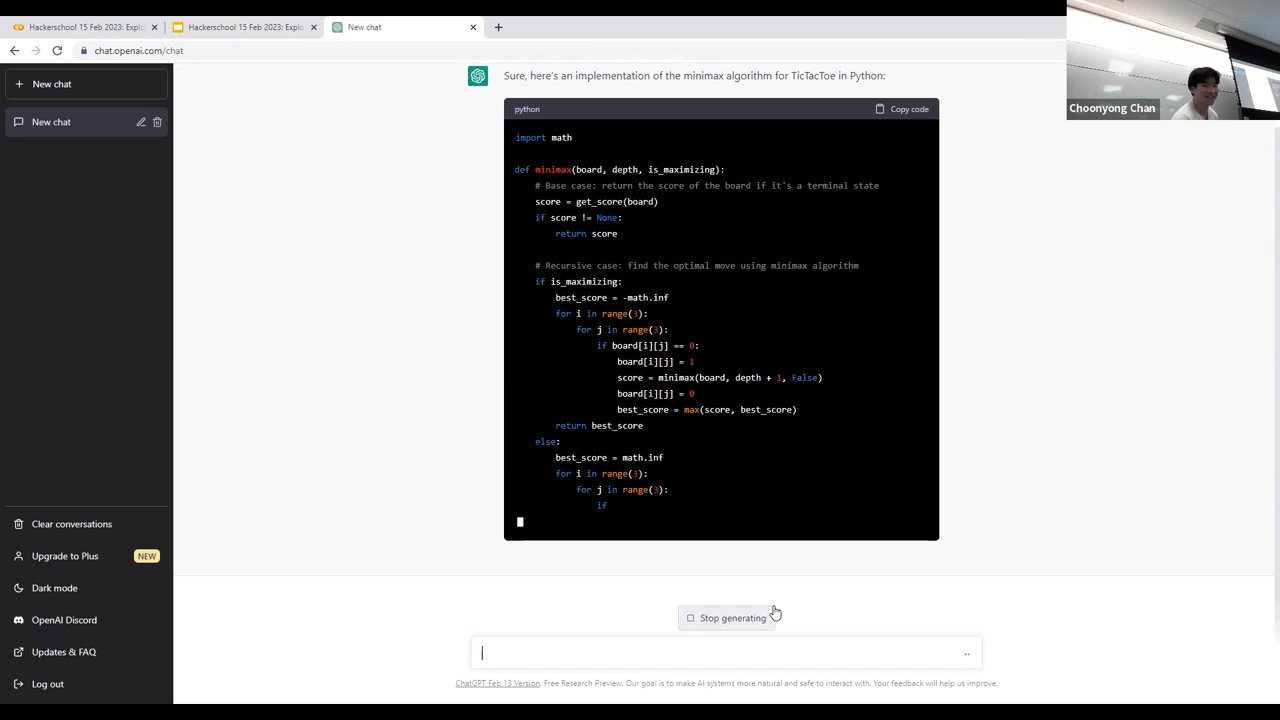 Hackerschool 15 Feb 2023: Explo
Hackerschool 15 Feb 2023: Explo
New chat
chat.openai.com/chat
Choonyong Chan
New chat
New chat
Clear conversations
Upgrade to Plus
NEW
Dark mode
OpenAI Discord
Updates & FAQ
Log out
Sure, here's an implementation of the minimax algorithm for TicTacToe in Python:
python
Copy code
import math
def minimax(board, depth, is_maximizing):
# Base case: return the score of the board if it's a terminal state
score = get_score(board)
if score != None:
return score
# Recursive case: find the optimal move using minimax algorithm
if is_maximizing:
best_score = -math.inf
for i in range(3):
for j in range(3):
if board[i][j] == 0:
board[i][j] = 1
score = minimax(board, depth + 1, False)
board[i][j] = 0
best_score = max(score, best_score)
return best_score
else:
best_score = math.inf
for i in range(3):
for j in range(3):
if
Stop generating
ChatGPT Feb 13 Version. Free Research Preview. Our goal is to make AI systems more natural and safe to interact with. Your feedback will help us improve.